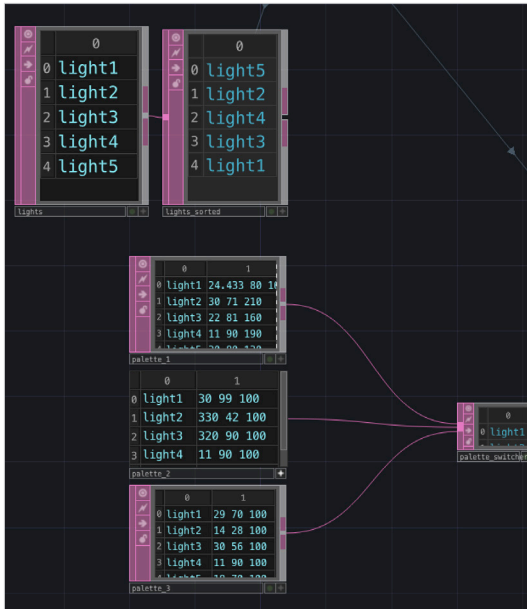 0
0 light1
1 light2
2 light3
3 light4
4 light5
lights
0
0 light5
1 light2
2 light4
3 light3
4 light1
lights_sorted
0 1
0 light1 24.433 80
1 light2 30 71 210
2 light3 22 81 160
3 light4 11 90 190
palette_1
0 1
0 light1 30 99 100
1 light2 330 42 100
2 light3 320 90 100
3 light4 11 90 100
palette_2
0
0 light1
palette_switcher
0 1
0 light1 29 70 100
1 light2 14 28 100
2 light3 30 56 100
3 light4 11 90 100
palette_3